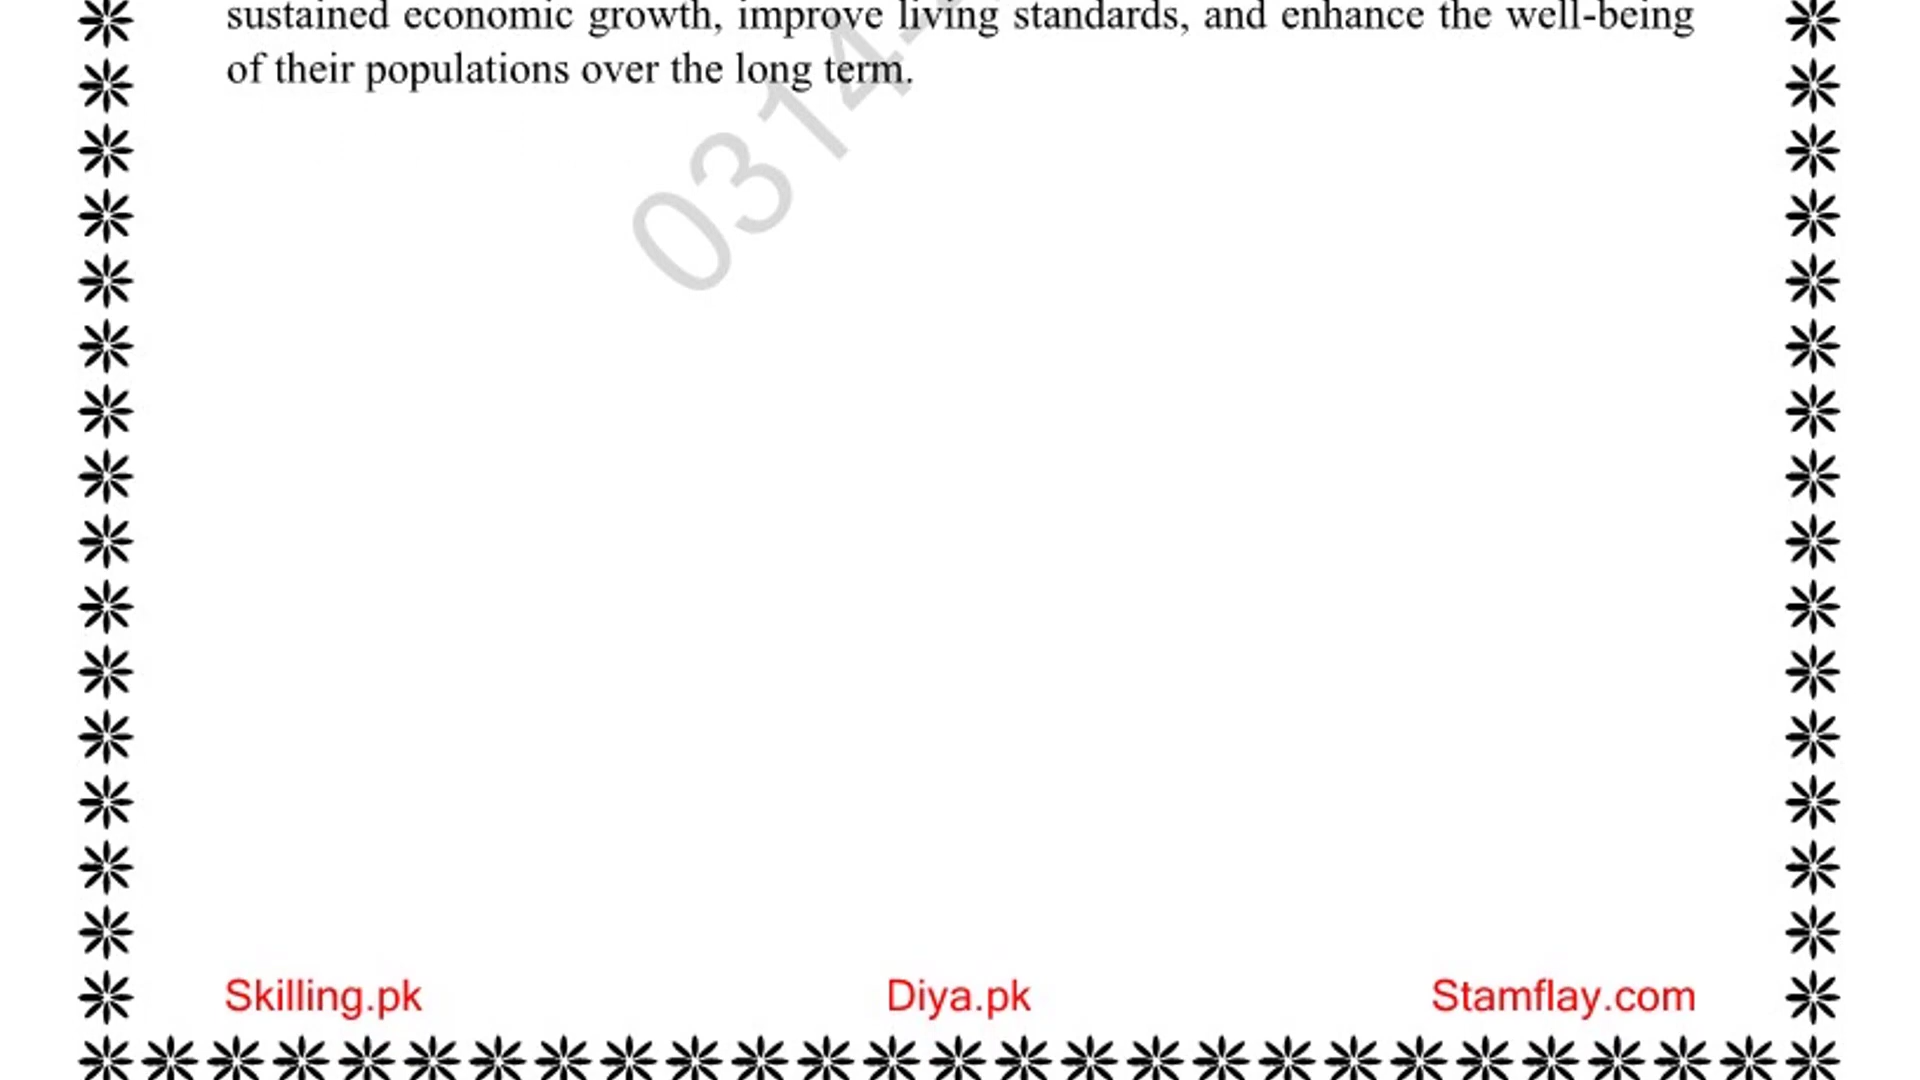 sustained economic growth, improve living standards, and enhance the well-being
of their populations over the long term.
0314-
Skilling.pk Diya.pk Stamflay.com